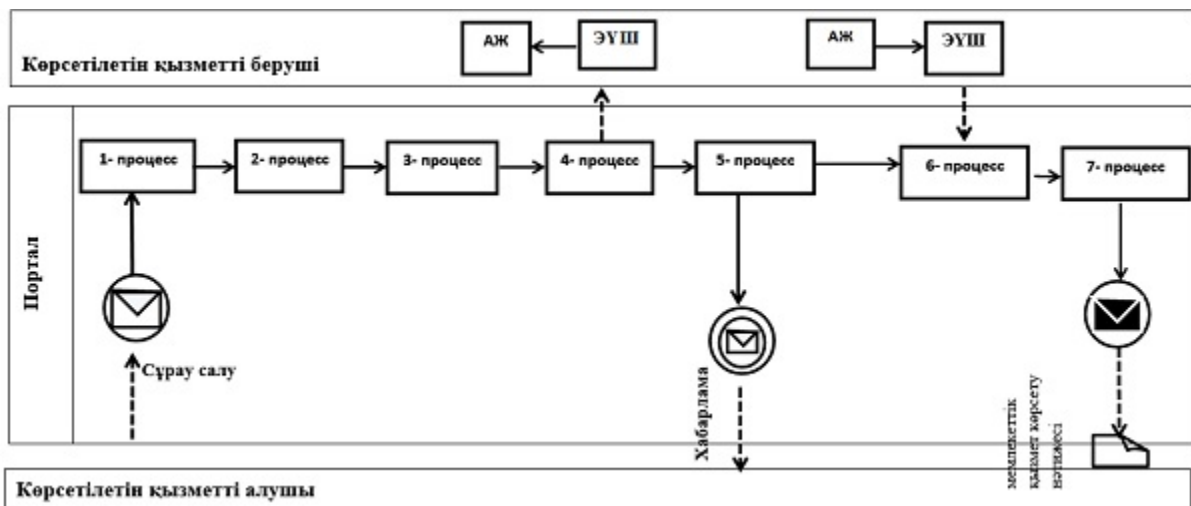 АЖ
ЭҮШ
АЖ
ЭҮШ
Көрсетілетін қызметті беруші
Портал
1- процесс
2- процесс
3- процесс
4- процесс
5- процесс
6- процесс
7- процесс
Сұрау салу
Хабарлама
мемлекеттік
қызмет көрсету
нәтижесі
Көрсетілетін қызметті алушы